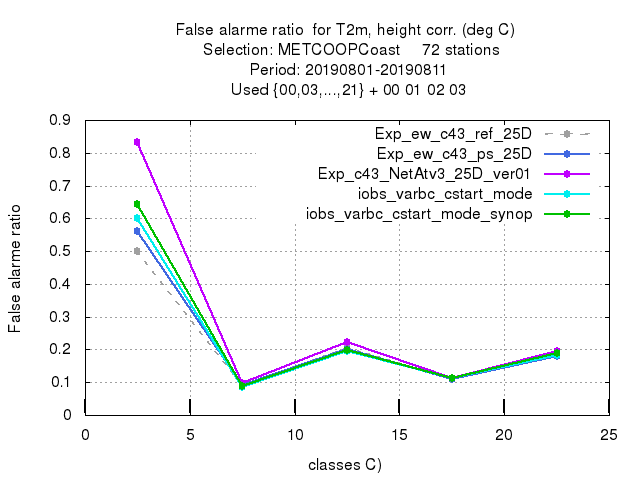 False alarme ratio  for T2m, height corr. (deg C)
Selection: METCOOPCoast     72 stations
Period: 20190801-20190811
Used {00,03,...,21} + 00 01 02 03
Exp_ew_c43_ref_25D
Exp_ew_c43_ps_25D
Exp_c43_NetAtv3_25D_ver01
iobs_varbc_cstart_mode
iobs_varbc_cstart_mode_synop
False alarme ratio
0.9
0.8
0.7
0.6
0.5
0.4
0.3
0.2
0.1
0
0 5 10 15 20 25
classes C)